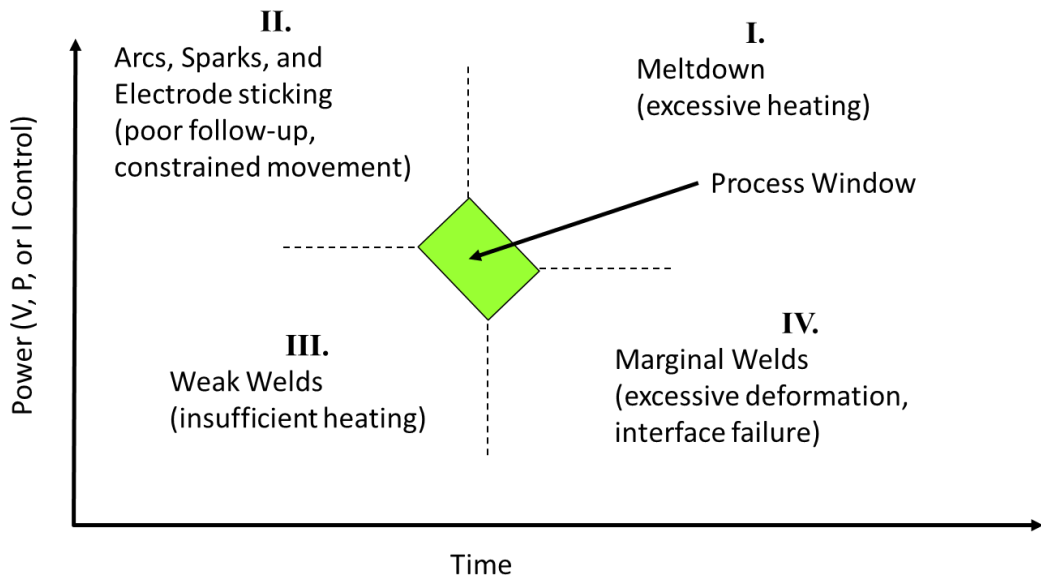 II.
Arcs, Sparks, and
Electrode sticking
(poor follow-up,
constrained movement)
I.
Meltdown
(excessive heating)
Process Window
Power (V, P, or I Control)
III.
Weak Welds
(insufficient heating)
IV.
Marginal Welds
(excessive deformation,
interface failure)
Time